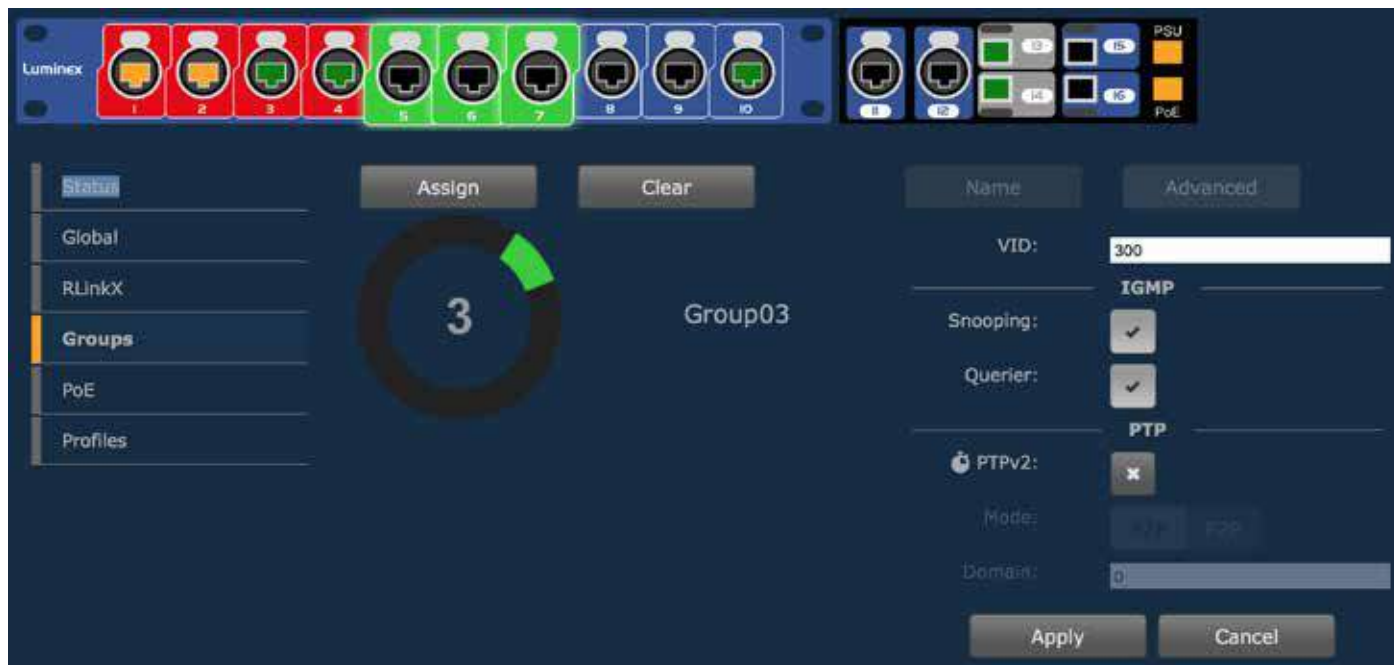 PSU
Luminex
13 15
14 16
1 2 3 4 5 6 7 8 9 10 11 12
PoE
Status
Assign
Clear
Name
Advanced
Global
VID:
300
RLinkX
IGMP
3
Group03
Snooping:
Groups
PoE
Querier:
Profiles
PTP
PTPv2:
Mode:
P2P
Domain:
0
Apply
Cancel